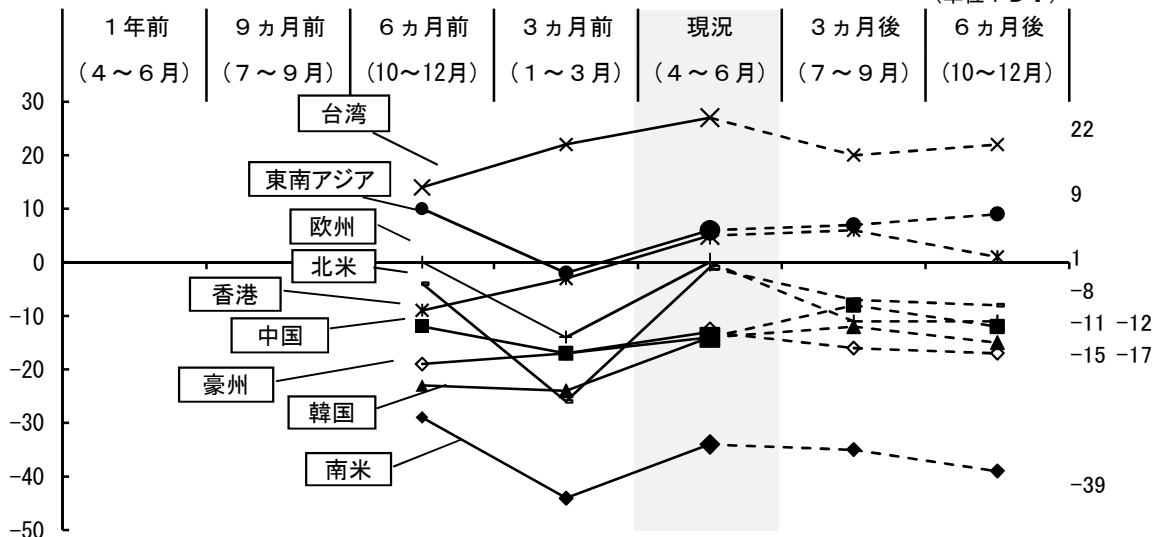 1年前 9ヵ月前 6ヵ月前 3ヵ月前 現況 3ヵ月後 6ヵ月後
(4～6月) (7～9月) (10～12月) (1～3月) (4～6月) (7～9月) (10～12月)
30
台湾
22
20
東南アジア
9
10
欧州
0
北米
1
香港
-8
-10
中国
-11 -12
豪州
-15 -17
-20
韓国
-30
南米
-39
-40
-50